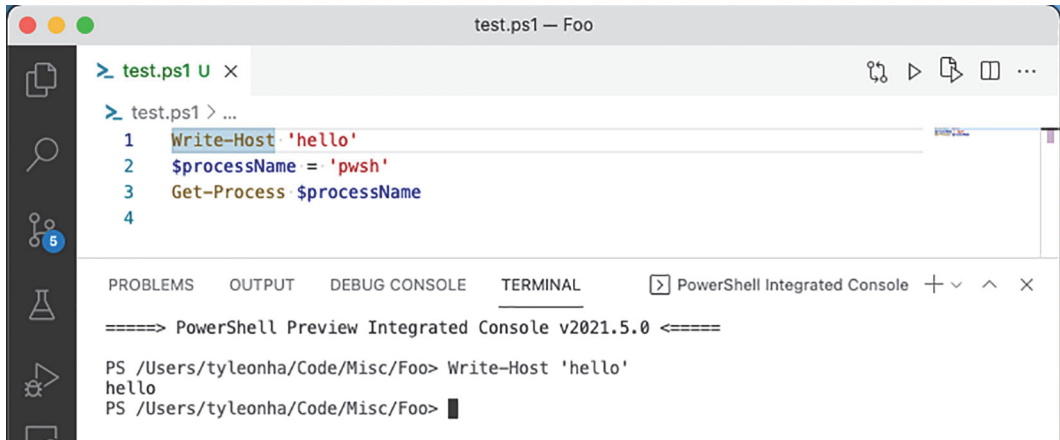 test.ps1 — Foo
test.ps1 U
test.ps1 > ...
1 Write-Host 'hello'
2 $processName = 'pwsh'
3 Get-Process $processName
4
5
PROBLEMS OUTPUT DEBUG CONSOLE TERMINAL PowerShell Integrated Console
=====> PowerShell Preview Integrated Console v2021.5.0 <=====
PS /Users/tyleonha/Code/Misc/Foo> Write-Host 'hello'
hello
PS /Users/tyleonha/Code/Misc/Foo>